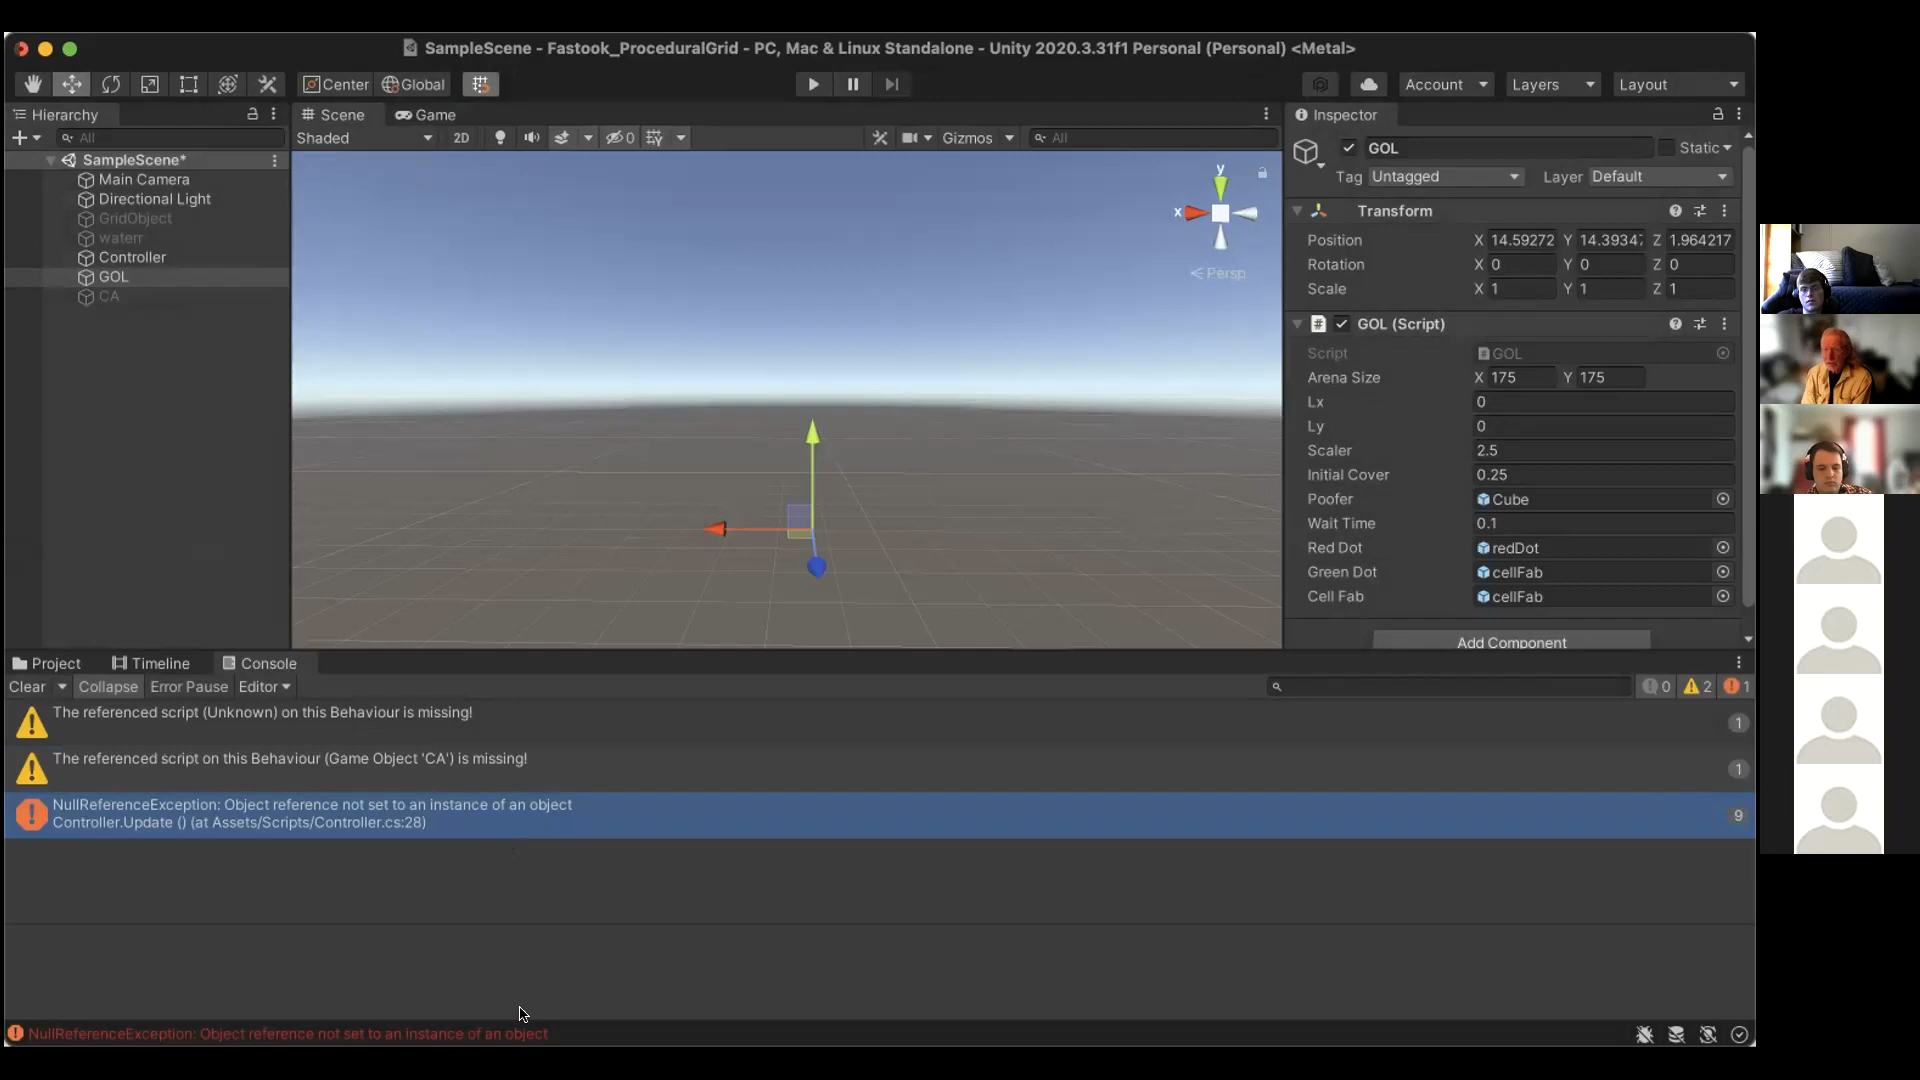 SampleScene - Fastook_ProceduralGrid - PC, Mac & Linux Standalone - Unity 2020.3.31f1 Personal (Personal) <Metal>
Center Global Account Layers Layout
Hierarchy
All
SampleScene*
Main Camera
Directional Light
GridObject
waterr
Controller
GOL
CA
Scene Game
Shaded 2D 0 Gizmos All
y
x
Persp
Inspector
GOL Static
Tag Untagged Layer Default
Transform
Position X 14.59272 Y 14.39347 Z 1.964217
Rotation X 0 Y 0 Z 0
Scale X 1 Y 1 Z 1
GOL (Script)
Script GOL
Arena Size X 175 Y 175
Lx 0
Ly 0
Scaler 2.5
Initial Cover 0.25
Poofer Cube
Wait Time 0.1
Red Dot redDot
Green Dot cellFab
Cell Fab cellFab
Add Component
Project Timeline Console
Clear Collapse Error Pause Editor 0 2 1
The referenced script (Unknown) on this Behaviour is missing! 1
The referenced script on this Behaviour (Game Object 'CA') is missing! 1
NullReferenceException: Object reference not set to an instance of an object
Controller.Update () (at Assets/Scripts/Controller.cs:28) 9
NullReferenceException: Object reference not set to an instance of an object